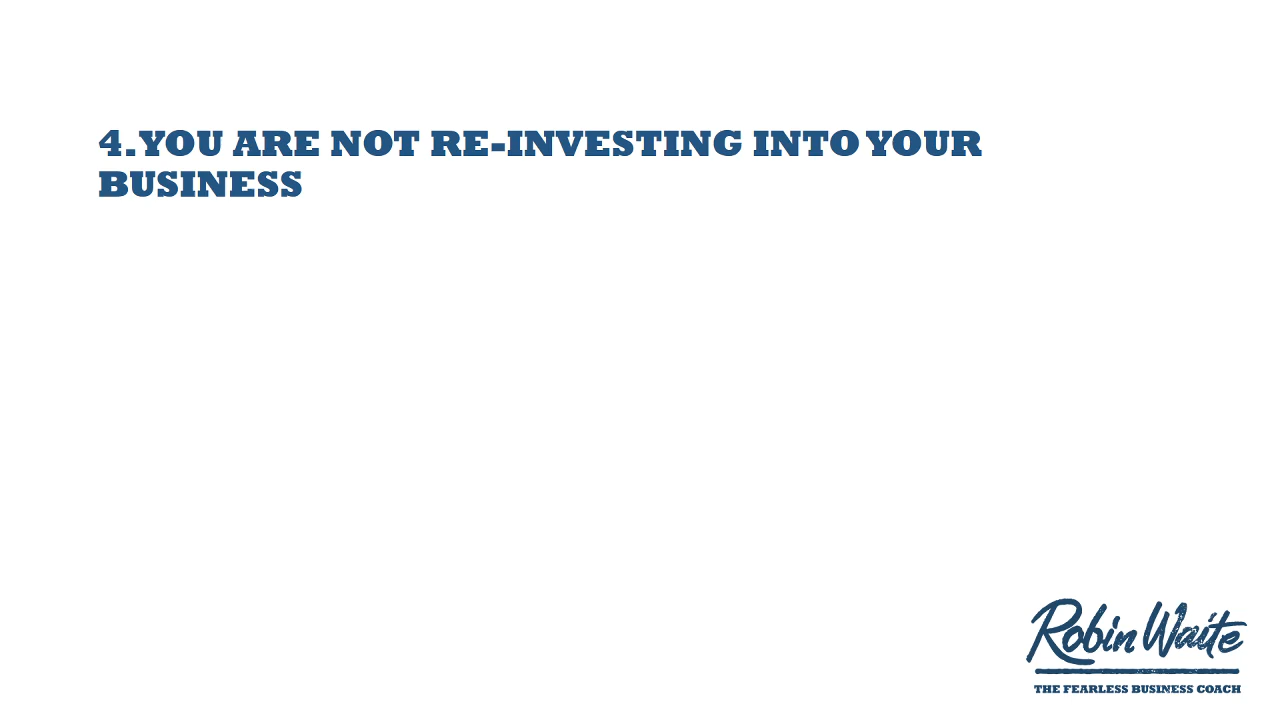 4. YOU ARE NOT RE-INVESTING INTO YOUR
BUSINESS
Robin Waite
THE FEARLESS BUSINESS COACH